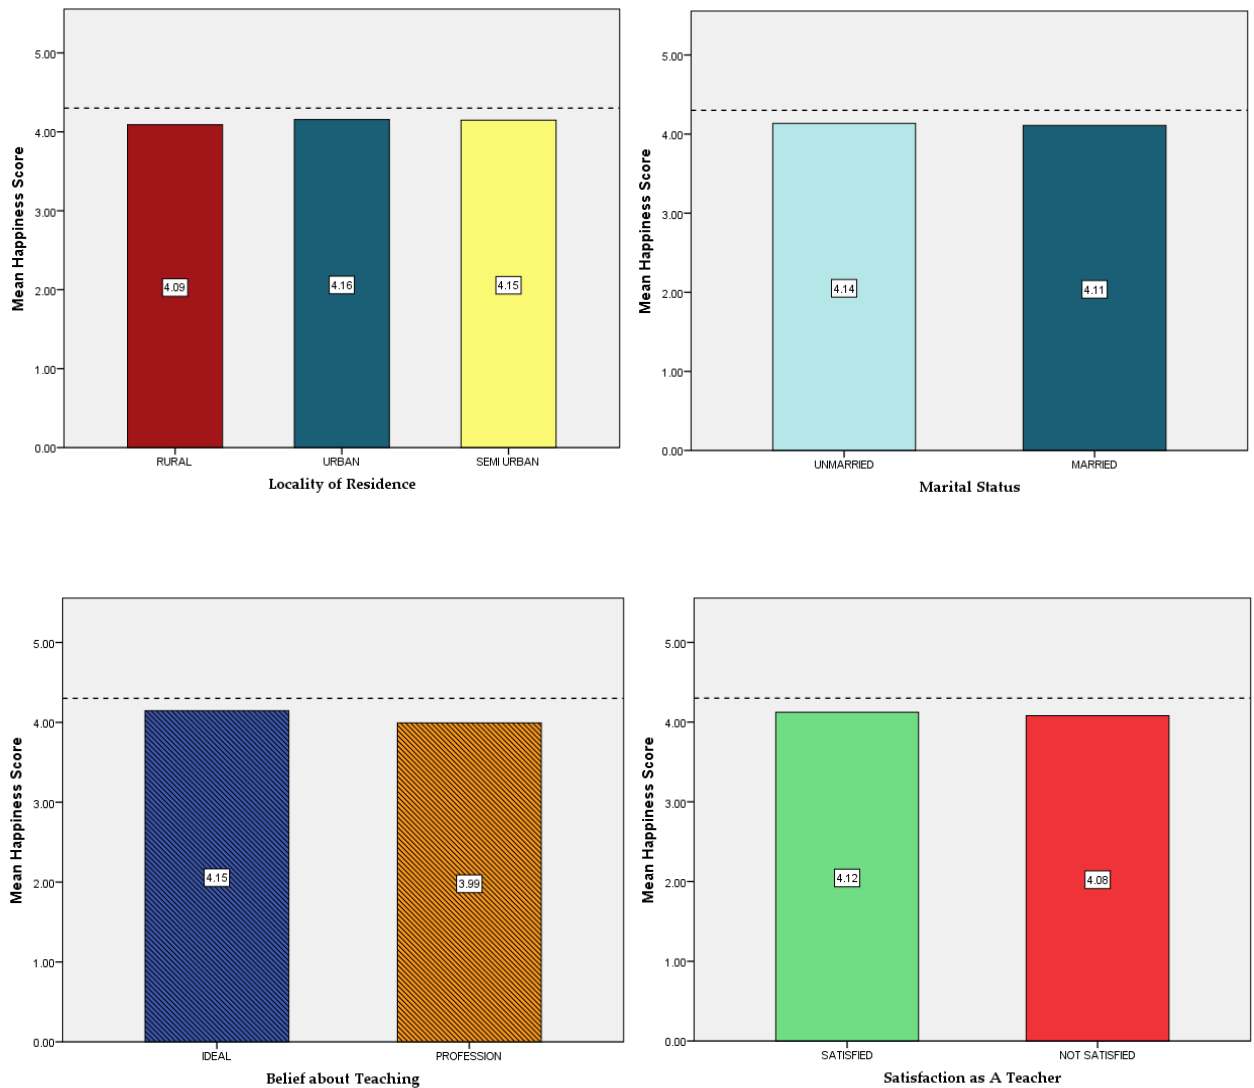 5.00
4.00
3.00
2.00
1.00
0.00
Mean Happiness Score
4.09
4.16
4.15
RURAL
URBAN
SEMI URBAN
Locality of Residence
5.00
4.00
3.00
2.00
1.00
0.00
Mean Happiness Score
4.14
4.11
UNMARRIED
MARRIED
Marital Status
5.00
4.00
3.00
2.00
1.00
0.00
Mean Happiness Score
4.15
3.99
IDEAL
PROFESSION
Belief about Teaching
5.00
4.00
3.00
2.00
1.00
0.00
Mean Happiness Score
4.12
4.08
SATISFIED
NOT SATISFIED
Satisfaction as A Teacher